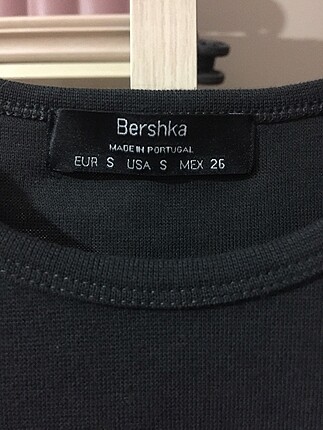 Bershka
MADE IN PORTUGAL
EUR S USA S MEX 26